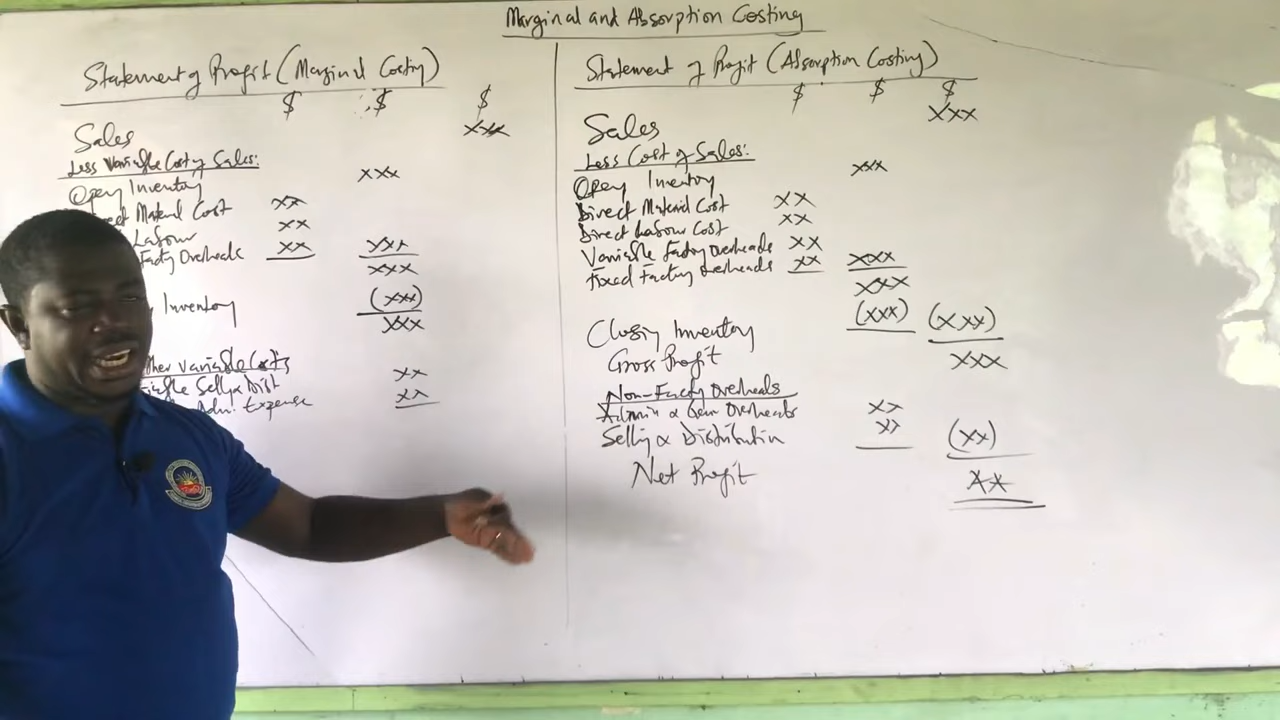 Marginal and Absorption Costing
Statement of Profit (Marginal Costing)
$ $ $
Sales xxx
Less Variable Cost of Sales:
Opening Inventory xxx
Material Cost xx
Labour xx
Factory Overheads xx xxx
xxx
Inventory (xxx)
xxx
Other Variable Costs
Variable Selling & Dist xx
Adm. Expense xx
Statement of Profit (Absorption Costing)
$ $ $
Sales xxx
Less Cost of Sales:
Opening Inventory xxx
Direct Material Cost xx
Direct Labour Cost xx
Variable Factory Overheads xx
Fixed Factory Overheads xx xxx
xxx
Closing Inventory (xxx) (xxx)
Gross Profit xxx
Non-Factory Overheads
Admin & Gen Overheads xx
Selling & Distribution xx (xx)
Net Profit xx